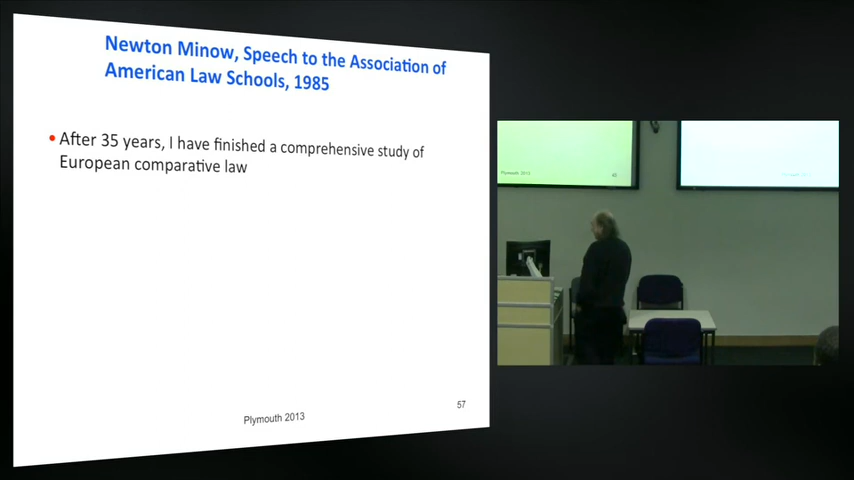 Newton Minow, Speech to the Association of
American Law Schools, 1985
• After 35 years, I have finished a comprehensive study of
European comparative law
57
Plymouth 2013
Plymouth 2013